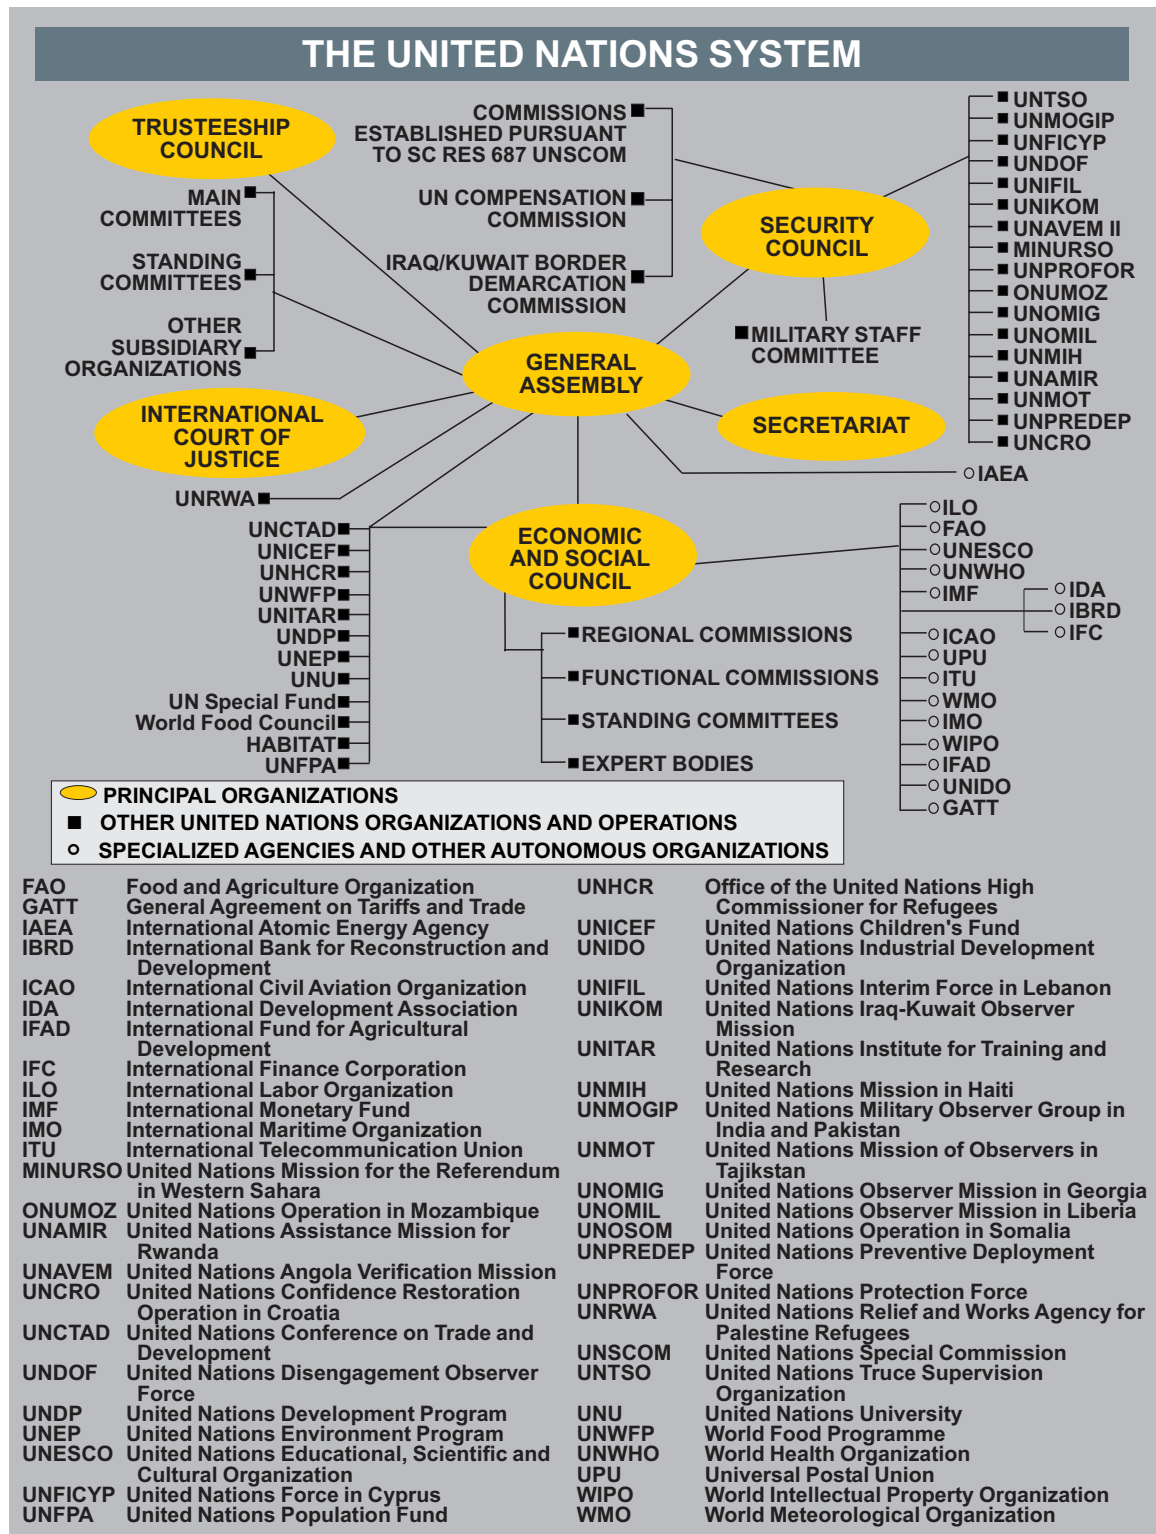 THE UNITED NATIONS SYSTEM
TRUSTEESHIP
COUNCIL
MAIN
COMMITTEES
STANDING
COMMITTEES
OTHER
SUBSIDIARY
ORGANIZATIONS
COMMISSIONS
ESTABLISHED PURSUANT
TO SC RES 687 UNSCOM
UN COMPENSATION
COMMISSION
IRAQ/KUWAIT BORDER
DEMARCATION
COMMISSION
SECURITY
COUNCIL
MILITARY STAFF
COMMITTEE
UNTSO
UNMOGIP
UNFICYP
UNDOF
UNIFIL
UNIKOM
UNAVEM II
MINURSO
UNPROFOR
ONUMOZ
UNOMIG
UNOMIL
UNMIH
UNAMIR
UNMOT
UNPREDEP
UNCRO
GENERAL
ASSEMBLY
INTERNATIONAL
COURT OF
JUSTICE
SECRETARIAT
IAEA
UNRWA
UNCTAD
UNICEF
UNHCR
UNWFP
UNITAR
UNDP
UNEP
UNU
UN Special Fund
World Food Council
HABITAT
UNFPA
ECONOMIC
AND SOCIAL
COUNCIL
REGIONAL COMMISSIONS
FUNCTIONAL COMMISSIONS
STANDING COMMITTEES
EXPERT BODIES
ILO
FAO
UNESCO
UNWHO
IMF
IDA
IBRD
IFC
ICAO
UPU
ITU
WMO
IMO
WIPO
IFAD
UNIDO
GATT
PRINCIPAL ORGANIZATIONS
OTHER UNITED NATIONS ORGANIZATIONS AND OPERATIONS
SPECIALIZED AGENCIES AND OTHER AUTONOMOUS ORGANIZATIONS
FAO Food and Agriculture Organization
GATT General Agreement on Tariffs and Trade
IAEA International Atomic Energy Agency
IBRD International Bank for Reconstruction and
Development
ICAO International Civil Aviation Organization
IDA International Development Association
IFAD International Fund for Agricultural
Development
IFC International Finance Corporation
ILO International Labor Organization
IMF International Monetary Fund
IMO International Maritime Organization
ITU International Telecommunication Union
MINURSO United Nations Mission for the Referendum
in Western Sahara
ONUMOZ United Nations Operation in Mozambique
UNAMIR United Nations Assistance Mission for
Rwanda
UNAVEM United Nations Angola Verification Mission
UNCRO United Nations Confidence Restoration
Operation in Croatia
UNCTAD United Nations Conference on Trade and
Development
UNDOF United Nations Disengagement Observer
Force
UNDP United Nations Development Program
UNEP United Nations Environment Program
UNESCO United Nations Educational, Scientific and
Cultural Organization
UNFICYP United Nations Force in Cyprus
UNFPA United Nations Population Fund
UNHCR Office of the United Nations High
Commissioner for Refugees
UNICEF United Nations Children's Fund
UNIDO United Nations Industrial Development
Organization
UNIFIL United Nations Interim Force in Lebanon
UNIKOM United Nations Iraq-Kuwait Observer
Mission
UNITAR United Nations Institute for Training and
Research
UNMIH United Nations Mission in Haiti
UNMOGIP United Nations Military Observer Group in
India and Pakistan
UNMOT United Nations Mission of Observers in
Tajikstan
UNOMIG United Nations Observer Mission in Georgia
UNOMIL United Nations Observer Mission in Liberia
UNOSOM United Nations Operation in Somalia
UNPREDEP United Nations Preventive Deployment
Force
UNPROFOR United Nations Protection Force
UNRWA United Nations Relief and Works Agency for
Palestine Refugees
UNSCOM United Nations Special Commission
UNTSO United Nations Truce Supervision
Organization
UNU United Nations University
UNWFP World Food Programme
UNWHO World Health Organization
UPU Universal Postal Union
WIPO World Intellectual Property Organization
WMO World Meteorological Organization